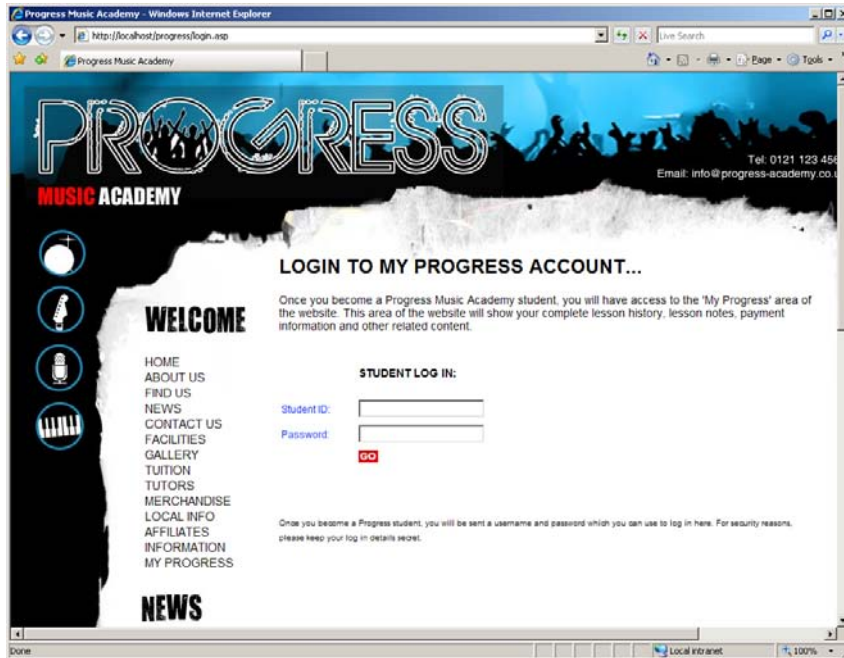 Progress Music Academy - Windows Internet Explorer
http://localhost/progress/login.asp
Live Search
Progress Music Academy
Page
Tools
PROGRESS
MUSIC ACADEMY
Tel: 0121 123 456
Email: info@progress-academy.co.u
LOGIN TO MY PROGRESS ACCOUNT...
Once you become a Progress Music Academy student, you will have access to the 'My Progress' area of
the website. This area of the website will show your complete lesson history, lesson notes, payment
information and other related content.
WELCOME
HOME
ABOUT US
FIND US
NEWS
CONTACT US
FACILITIES
GALLERY
TUITION
TUTORS
MERCHANDISE
LOCAL INFO
AFFILIATES
INFORMATION
MY PROGRESS
NEWS
STUDENT LOG IN:
Student ID:
Password:
GO
Once you become a Progress student, you will be sent a username and password which you can use to log in here. For security reasons,
please keep your log in details secret.
Done
Local intranet
100%